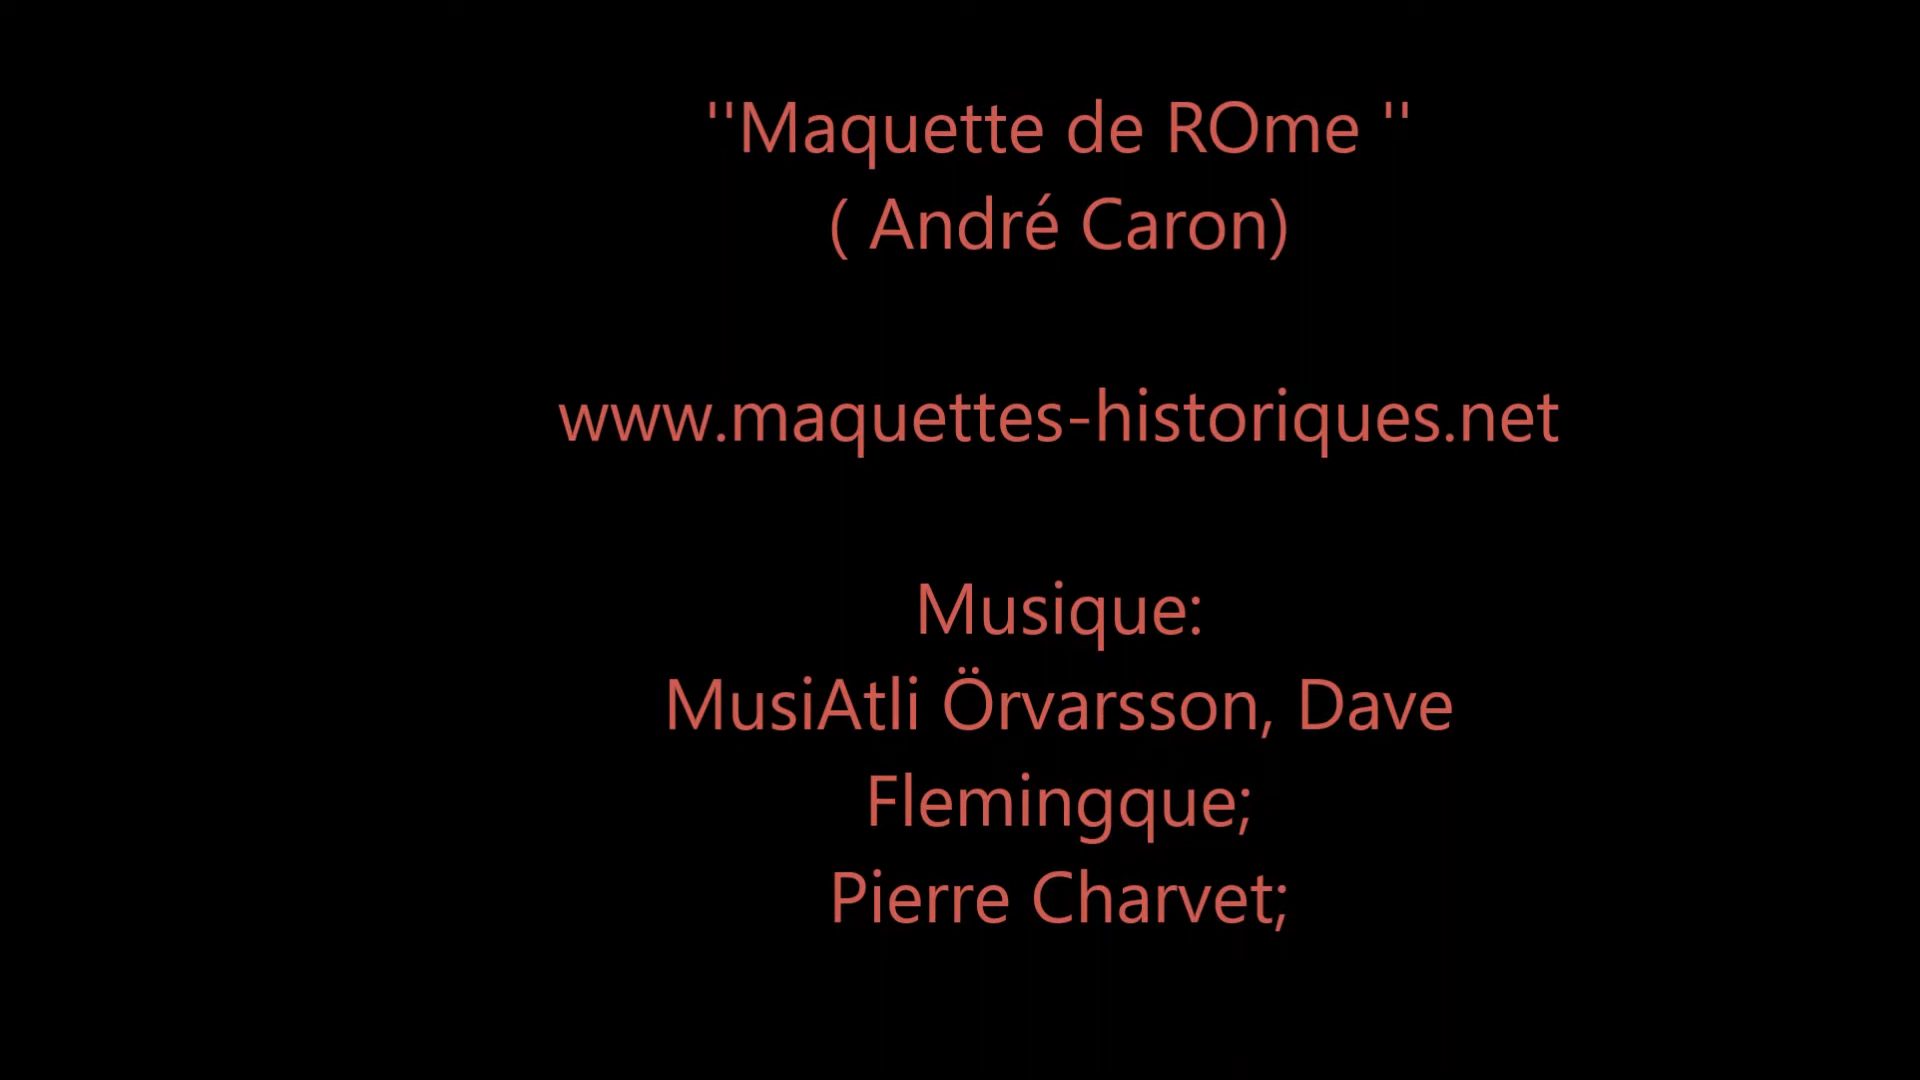 ''Maquette de ROme ''
( André Caron)
www.maquettes-historiques.net
Musique:
MusiAtli Örvarsson, Dave
Flemingque;
Pierre Charvet;